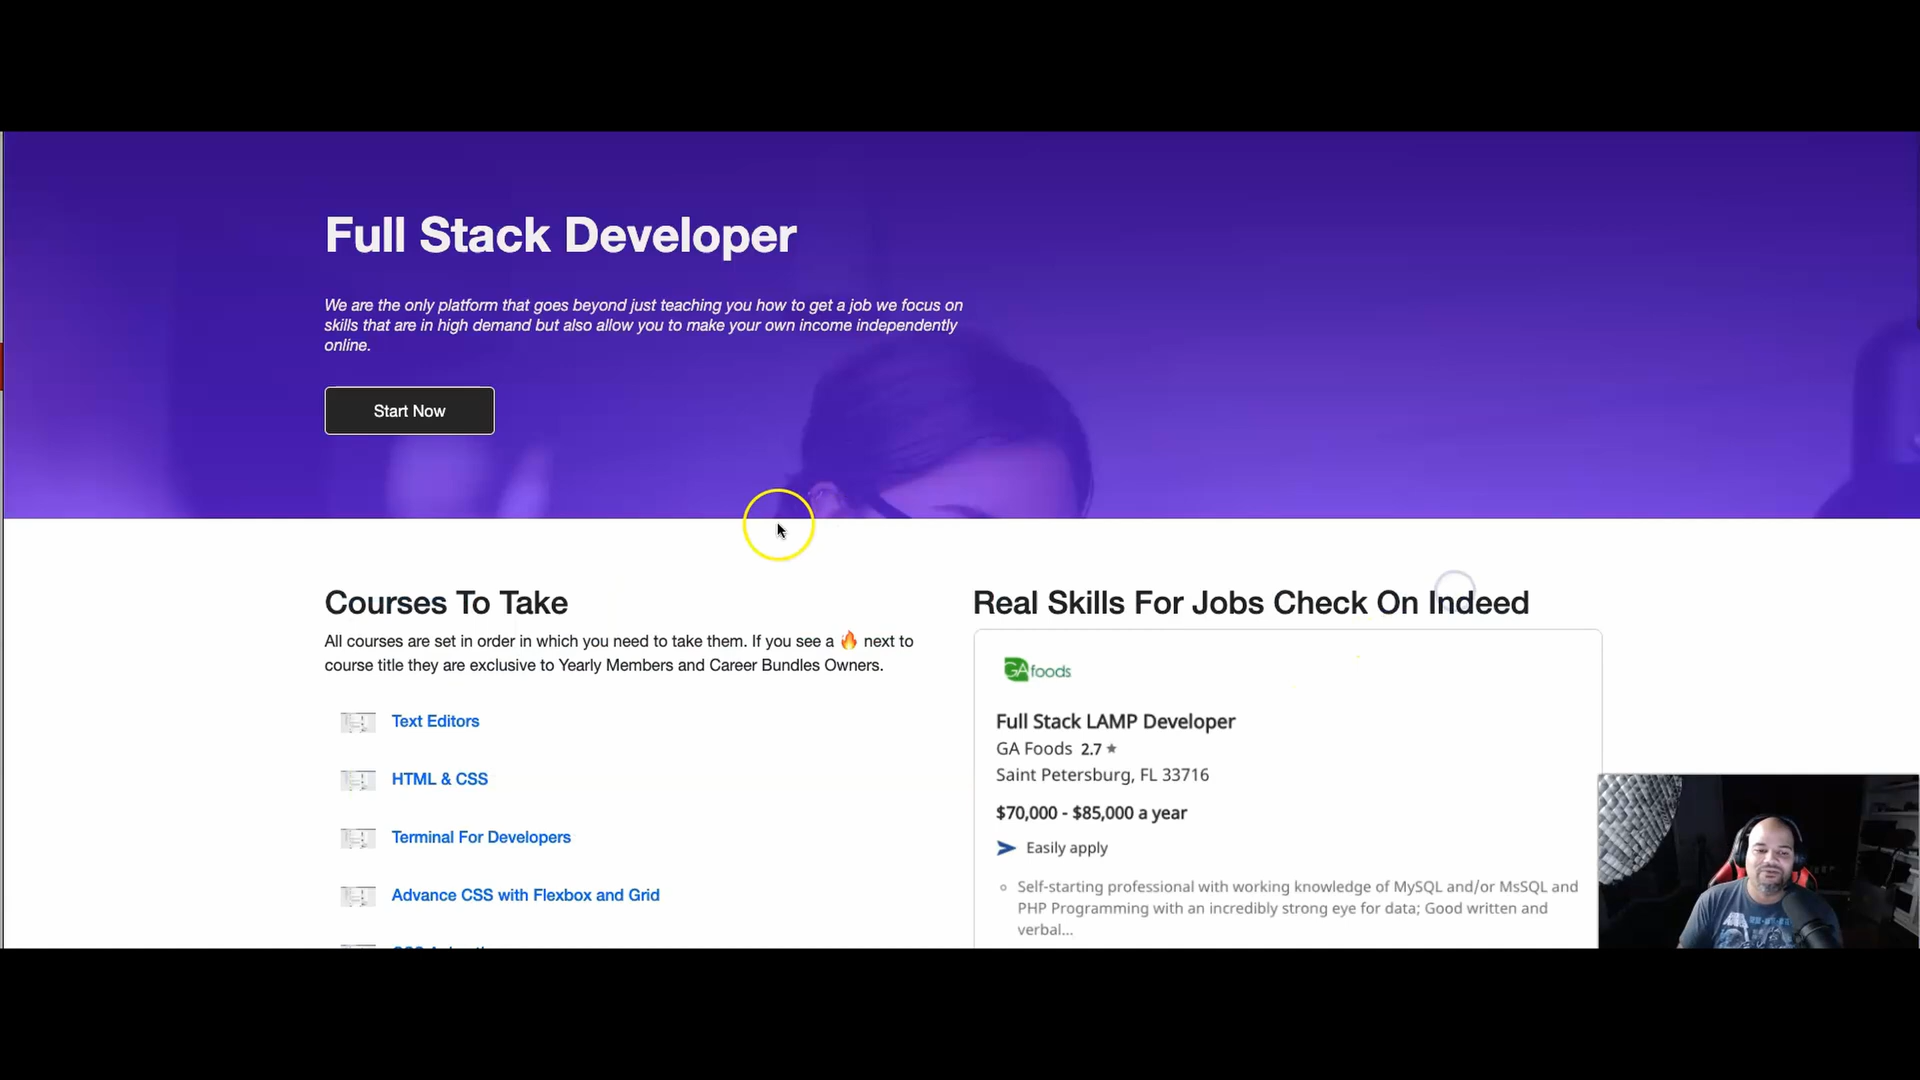 Full Stack Developer
We are the only platform that goes beyond just teaching you how to get a job we focus on
skills that are in high demand but also allow you to make your own income independently
online.
Start Now
Courses To Take
All courses are set in order in which you need to take them. If you see a 🔥 next to
course title they are exclusive to Yearly Members and Career Bundles Owners.
Text Editors
HTML & CSS
Terminal For Developers
Advance CSS with Flexbox and Grid
Real Skills For Jobs Check On Indeed
GA foods
Full Stack LAMP Developer
GA Foods 2.7 ★
Saint Petersburg, FL 33716
$70,000 - $85,000 a year
Easily apply
Self-starting professional with working knowledge of MySQL and/or MsSQL and
PHP Programming with an incredibly strong eye for data; Good written and
verbal...